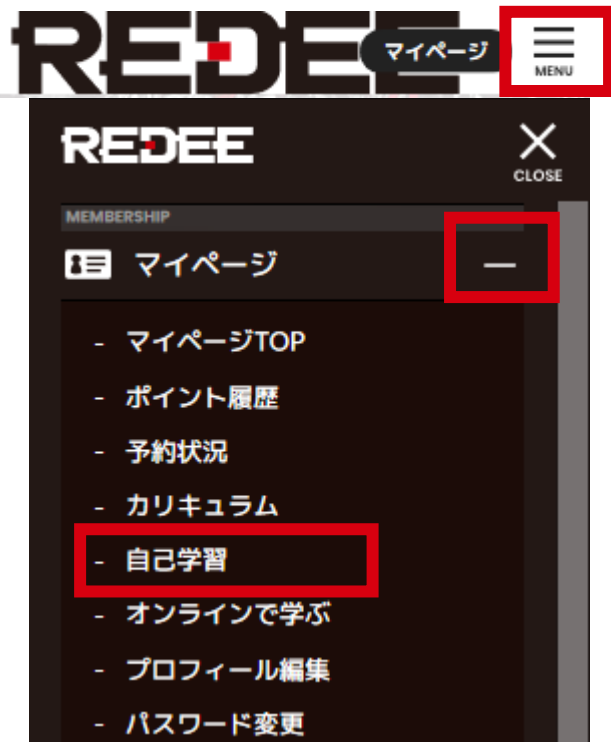 REDEE
マイページ
MENU
REDEE
CLOSE
MEMBERSHIP
マイページ
- マイページTOP
- ポイント履歴
- 予約状況
- カリキュラム
- 自己学習
- オンラインで学ぶ
- プロフィール編集
- パスワード変更